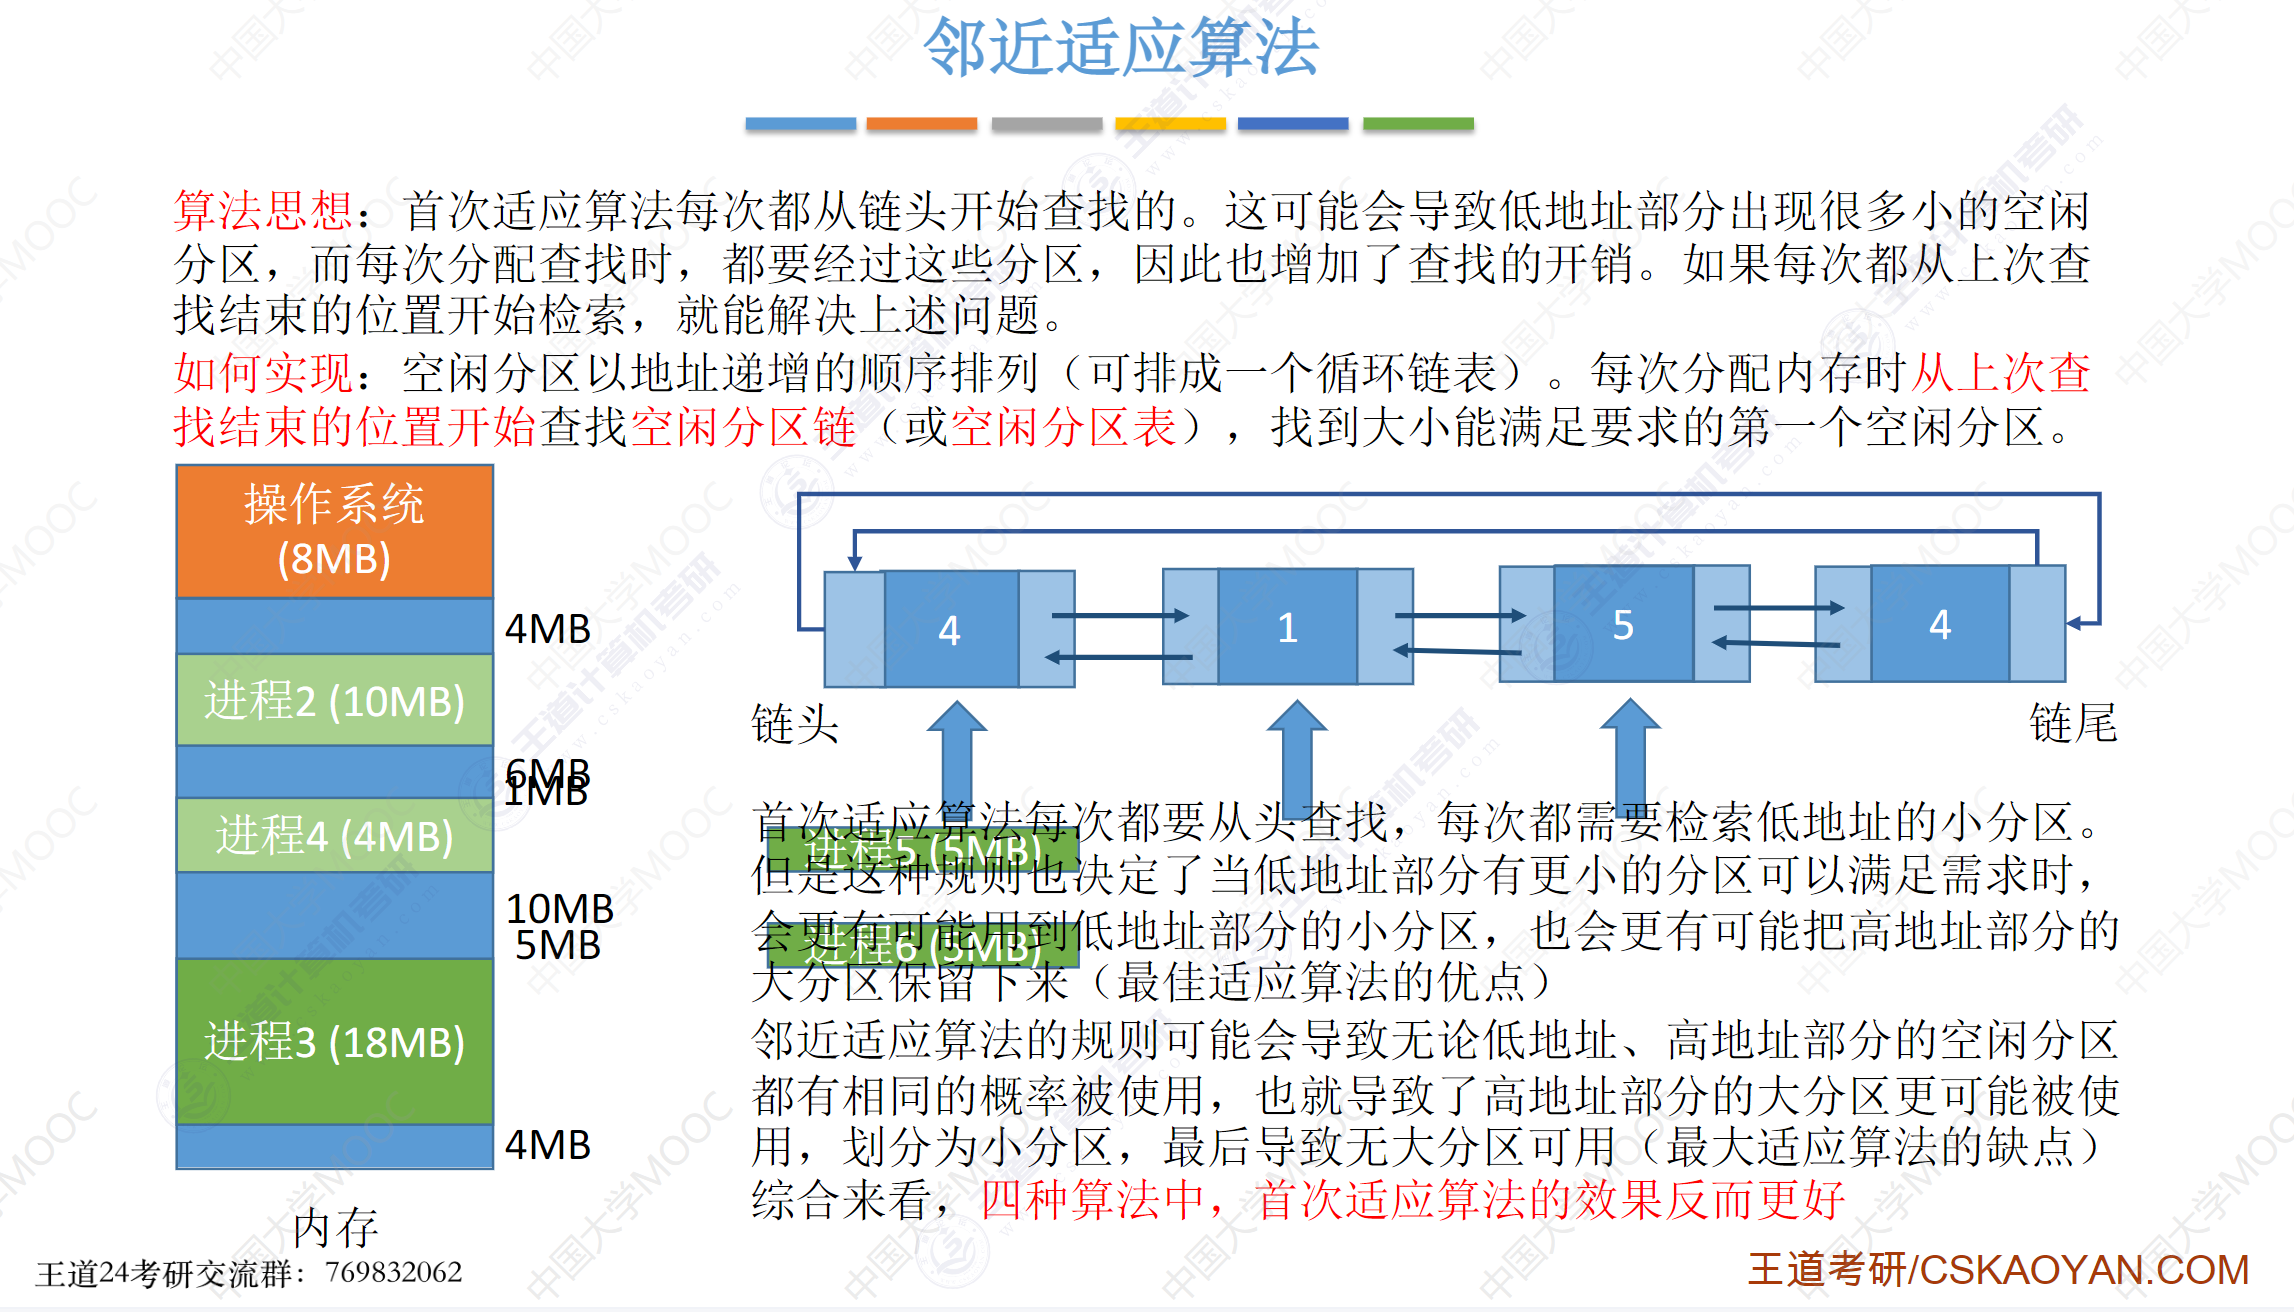 邻近适应算法
算法思想：首次适应算法每次都从链头开始查找的。这可能会导致低地址部分出现很多小的空闲
分区，而每次分配查找时，都要经过这些分区，因此也增加了查找的开销。如果每次都从上次查
找结束的位置开始检索，就能解决上述问题。
如何实现：空闲分区以地址递增的顺序排列（可排成一个循环链表）。每次分配内存时从上次查
找结束的位置开始查找空闲分区链（或空闲分区表），找到大小能满足要求的第一个空闲分区。
操作系统
(8MB)
4MB
进程2 (10MB)
6MB
1MB
进程4 (4MB)
10MB
5MB
进程3 (18MB)
4MB
内存
4
1
5
4
链头
链尾
进程5 (5MB)
进程6 (5MB)
首次适应算法每次都要从头查找，每次都需要检索低地址的小分区。
但是这种规则也决定了当低地址部分有更小的分区可以满足需求时，
会更有可能用到低地址部分的小分区，也会更有可能把高地址部分的
大分区保留下来（最佳适应算法的优点）
邻近适应算法的规则可能会导致无论低地址、高地址部分的空闲分区
都有相同的概率被使用，也就导致了高地址部分的大分区更可能被使
用，划分为小分区，最后导致无大分区可用（最大适应算法的缺点）
综合来看，四种算法中，首次适应算法的效果反而更好
王道24考研交流群：769832062
王道考研/CSKAOYAN.COM
中国大学MOOC
王道计算机考研
www.cskaoyan.com